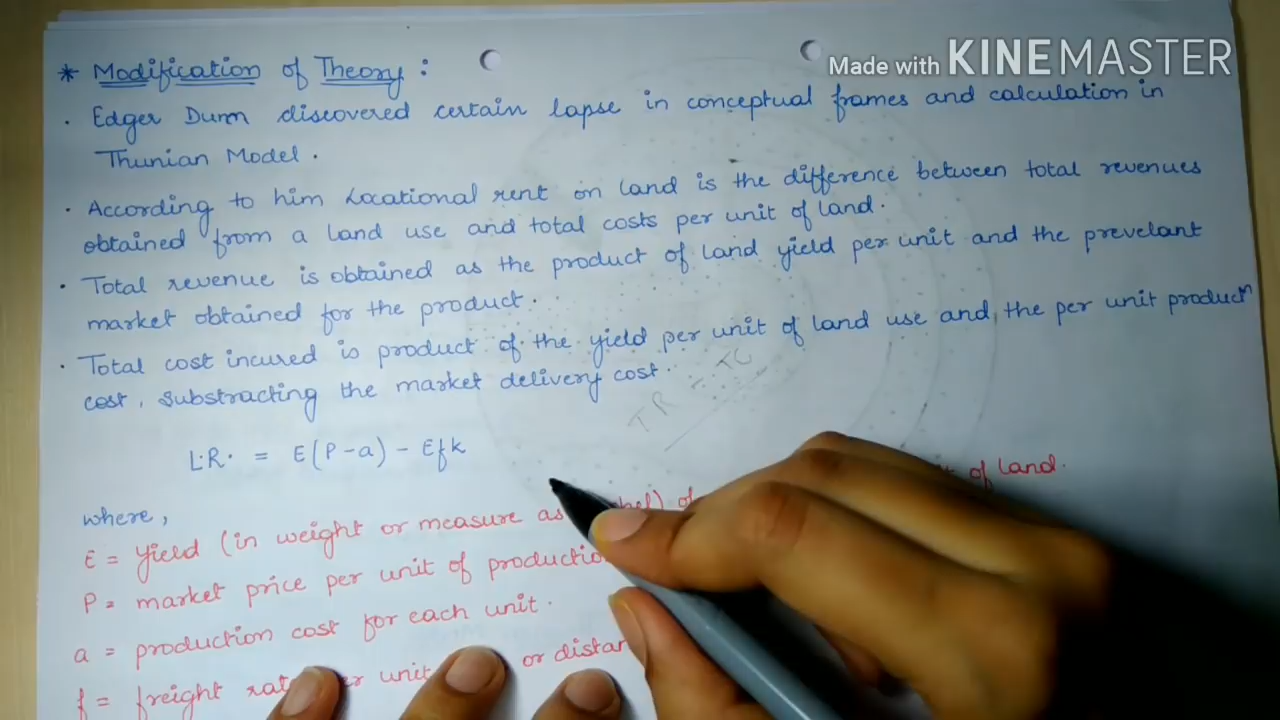 Made with KINEMASTER
* Modification of Theory :
. Edger Dunn discovered certain lapse in conceptual frames and calculation in
Thunian Model .
. According to him Locational rent on land is the difference between total revenues
obtained from a land use and total costs per unit of land.
. Total revenue is obtained as the product of land yield per unit and the prevelant
market obtained for the product .
. Total cost incured is product of the yield per unit of land use and the per unit productn
cost, substracting the market delivery cost.
TR - TC
L.R. = E(P-a) - Efk
where,
E = Yield (in weight or measure as of land.
P = market price per unit of production
a = production cost for each unit.
f = freight unit or